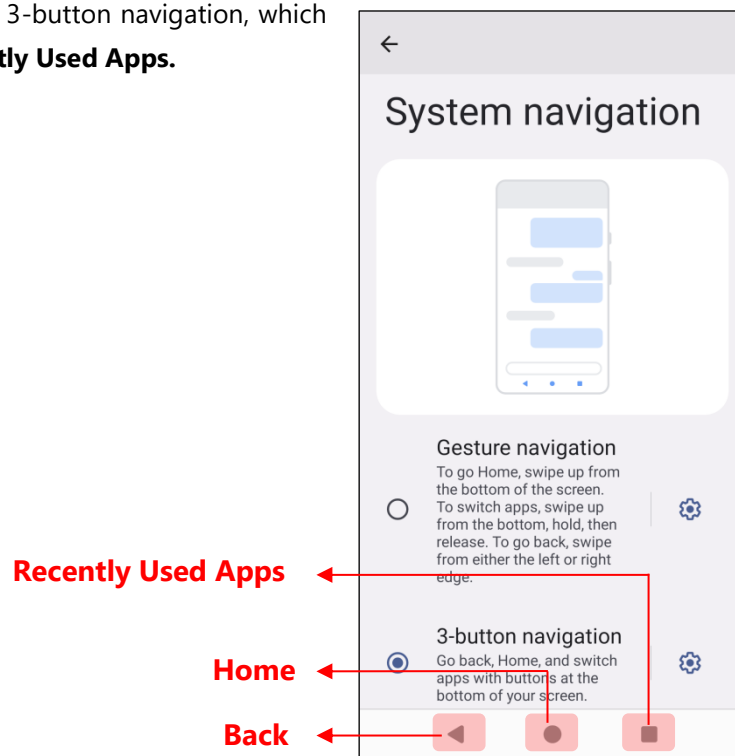 3-button navigation, which
tly Used Apps.
System navigation
Gesture navigation
To go Home, swipe up from
the bottom of the screen.
To switch apps, swipe up
from the bottom, hold, then
release. To go back, swipe
from either the left or right
edge.
Recently Used Apps
3-button navigation
Go back, Home, and switch
apps with buttons at the
bottom of your screen.
Home
Back